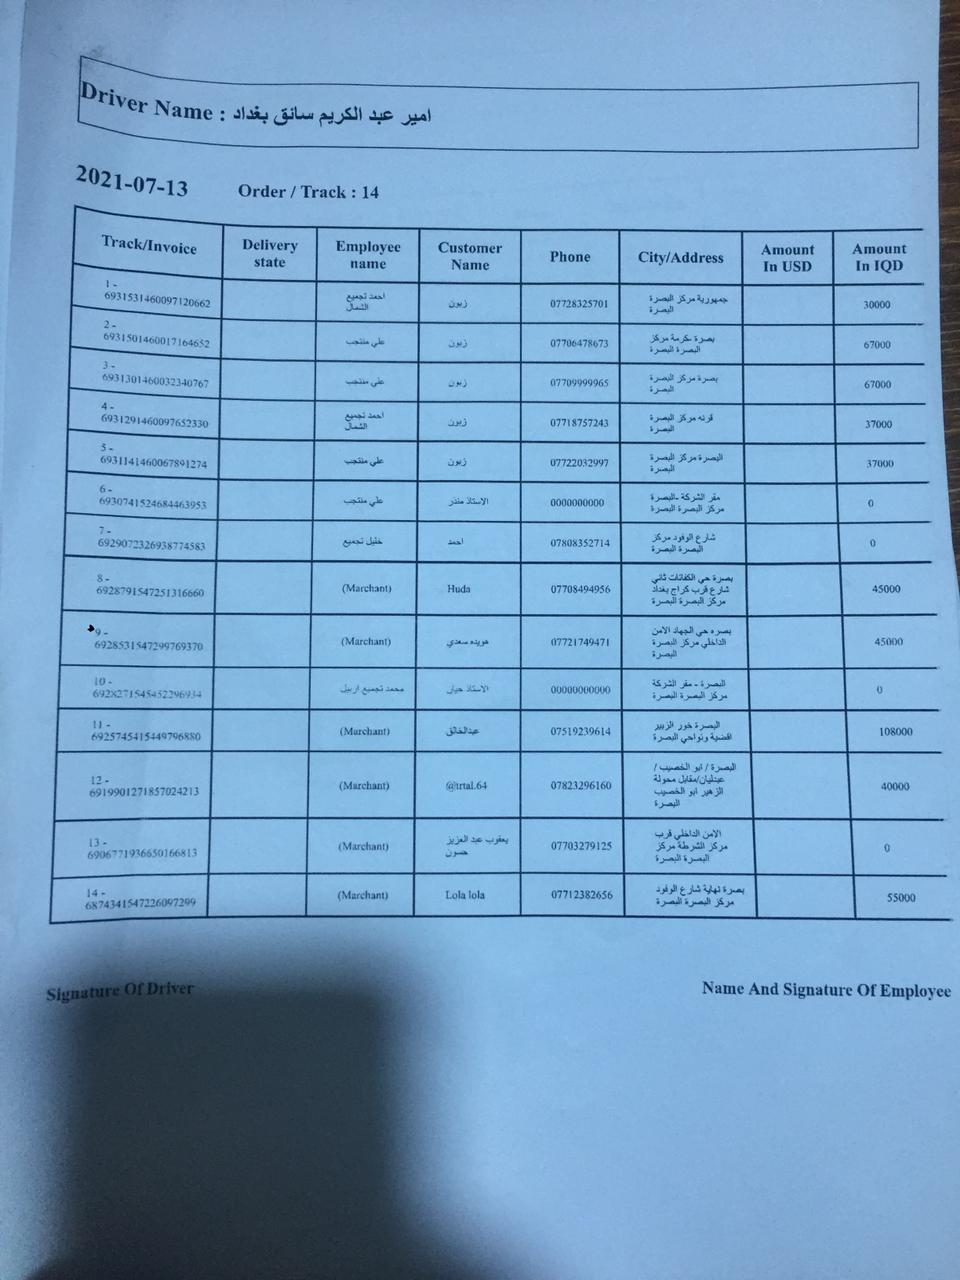 Driver Name : امير عبد الكريم سائق بغداد
2021-07-13 Order / Track : 14
Track/Invoice Delivery state Employee name Customer Name Phone City/Address Amount In USD Amount In IQD
1 - 6931531460097120662 احمد تجميع الشمال زبون 07728325701 جمهورية مركز البصرة البصرة 30000
2 - 6931501460017164652 علي منتجب زبون 07706478673 بصرة -كرمة مركز البصرة البصرة 67000
3 - 6931301460032340767 علي منتجب زبون 07709999965 بصرة مركز البصرة البصرة 67000
4 - 6931291460097652330 احمد تجميع الشمال زبون 07718757243 قرنه مركز البصرة البصرة 37000
5 - 6931141460067891274 علي منتجب زبون 07722032997 البصرة مركز البصرة البصرة 37000
6 - 6930741524684463953 علي منتجب الاستاذ منذر 0000000000 مقر الشركة -البصرة مركز البصرة البصرة 0
7 - 6929072326938774583 خليل تجميع احمد 07808352714 شارع الوفود مركز البصرة البصرة 0
8 - 6928791547251316660 (Marchant) Huda 07708494956 بصرة حي الكفائات ثاني شارع قرب كراج بغداد مركز البصرة البصرة 45000
9 - 6928531547299769370 (Marchant) هويده سعدي 07721749471 بصره حي الجهاد الامن الداخلي مركز البصرة البصرة 45000
10 - 6928271545452296934 محمد تجميع اربيل الاستاذ حيان 0000000000 البصرة - مقر الشركة مركز البصرة البصرة 0
11 - 6925745415449796880 (Marchant) عبدالخالق 07519239614 البصرة خور الزبير اقضية ونواحي البصرة 108000
12 - 6919901271857024213 (Marchant) @trtal.64 07823296160 البصرة / ابو الخصيب / عبدليان/مقابل محولة الزهير ابو الخصيب البصرة 40000
13 - 6906771936650166813 (Marchant) يعقوب عبد العزيز حسون 07703279125 الامن الداخلي قرب مركز الشرطة مركز البصرة البصرة 0
14 - 6874341547226097299 (Marchant) Lola lola 07712382656 بصرة نهاية شارع الوفود مركز البصرة البصرة 55000
Signature Of Driver Name And Signature Of Employee